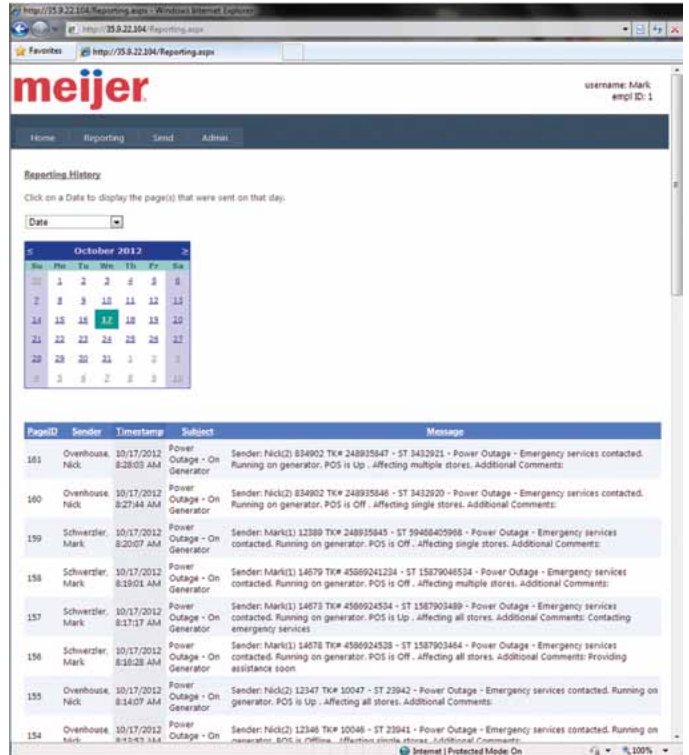 http://35.9.22.104/Reporting.aspx - Windows Internet Explorer
http://35.9.22.104/Reporting.aspx
Favorites http://35.9.22.104/Reporting.aspx
meijer
username: Mark
empl ID: 1
Home Reporting Send Admin
Reporting History
Click on a Date to display the page(s) that were sent on that day.
Date
< October 2012 >
Su Mo Tu We Th Fr Sa
30 1 2 3 4 5 6
7 8 9 10 11 12 13
14 15 16 17 18 19 20
21 22 23 24 25 26 27
28 29 30 31 1 2 3
4 5 6 7 8 9 10
PageID Sender Timestamp Subject Message
161 Ovenhouse, Nick 10/17/2012 8:28:03 AM Power Outage - On Generator Sender: Nick(2) 834902 TK# 248935847 - ST 3432921 - Power Outage - Emergency services contacted.
Running on generator. POS is Up . Affecting multiple stores. Additional Comments:
160 Ovenhouse, Nick 10/17/2012 8:27:44 AM Power Outage - On Generator Sender: Nick(2) 834902 TK# 248935846 - ST 3432920 - Power Outage - Emergency services contacted.
Running on generator. POS is Off . Affecting single stores. Additional Comments:
159 Schwerzler, Mark 10/17/2012 8:20:07 AM Power Outage - On Generator Sender: Mark(1) 12389 TK# 248935845 - ST 59468405968 - Power Outage - Emergency services
contacted. Running on generator. POS is Off . Affecting single stores. Additional Comments:
158 Schwerzler, Mark 10/17/2012 8:19:01 AM Power Outage - On Generator Sender: Mark(1) 14679 TK# 45869241234 - ST 15879046534 - Power Outage - Emergency services
contacted. Running on generator. POS is Off . Affecting multiple stores. Additional Comments:
157 Schwerzler, Mark 10/17/2012 8:17:17 AM Power Outage - On Generator Sender: Mark(1) 14673 TK# 4586924534 - ST 1587903489 - Power Outage - Emergency services
contacted. Running on generator. POS is Up . Affecting all stores. Additional Comments: Contacting
emergency services
156 Schwerzler, Mark 10/17/2012 8:16:28 AM Power Outage - On Generator Sender: Mark(1) 14678 TK# 4586924528 - ST 1587903464 - Power Outage - Emergency services
contacted. Running on generator. POS is Off . Affecting all stores. Additional Comments: Providing
assistance soon
155 Ovenhouse, Nick 10/17/2012 8:14:07 AM Power Outage - On Generator Sender: Nick(2) 12347 TK# 10047 - ST 23942 - Power Outage - Emergency services contacted. Running on
generator. POS is Up . Affecting all stores. Additional Comments:
154 Ovenhouse, Nick 10/17/2012 8:13:53 AM Power Outage - On Sender: Nick(2) 12346 TK# 10046 - ST 23941 - Power Outage - Emergency services contacted. Running on
generator. POS is Offline . Affecting single stores. Additional Comments:
Internet | Protected Mode: On 100%